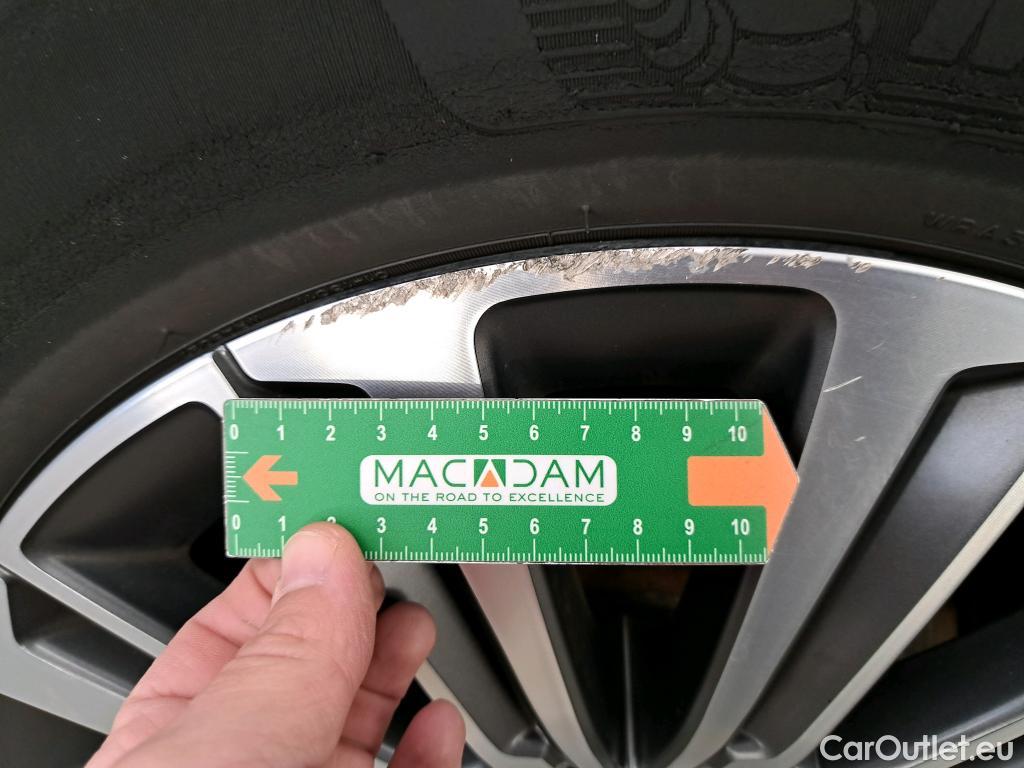 0 1 2 3 4 5 6 7 8 9 10
MACADAM
ON THE ROAD TO EXCELLENCE
0 1 2 3 4 5 6 7 8 9 10
CarOutlet.eu